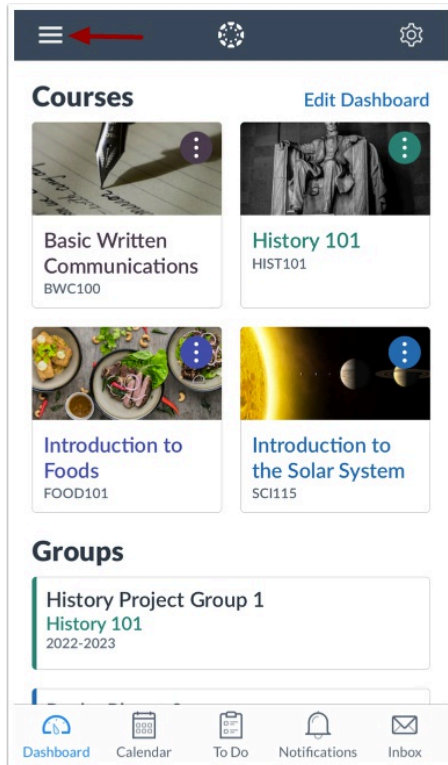 Courses
Edit Dashboard
Basic Written
Communications
BWC100
History 101
HIST101
Introduction to
Foods
FOOD101
Introduction to
the Solar System
SCI115
Groups
History Project Group 1
History 101
2022-2023
Dashboard
Calendar
To Do
Notifications
Inbox